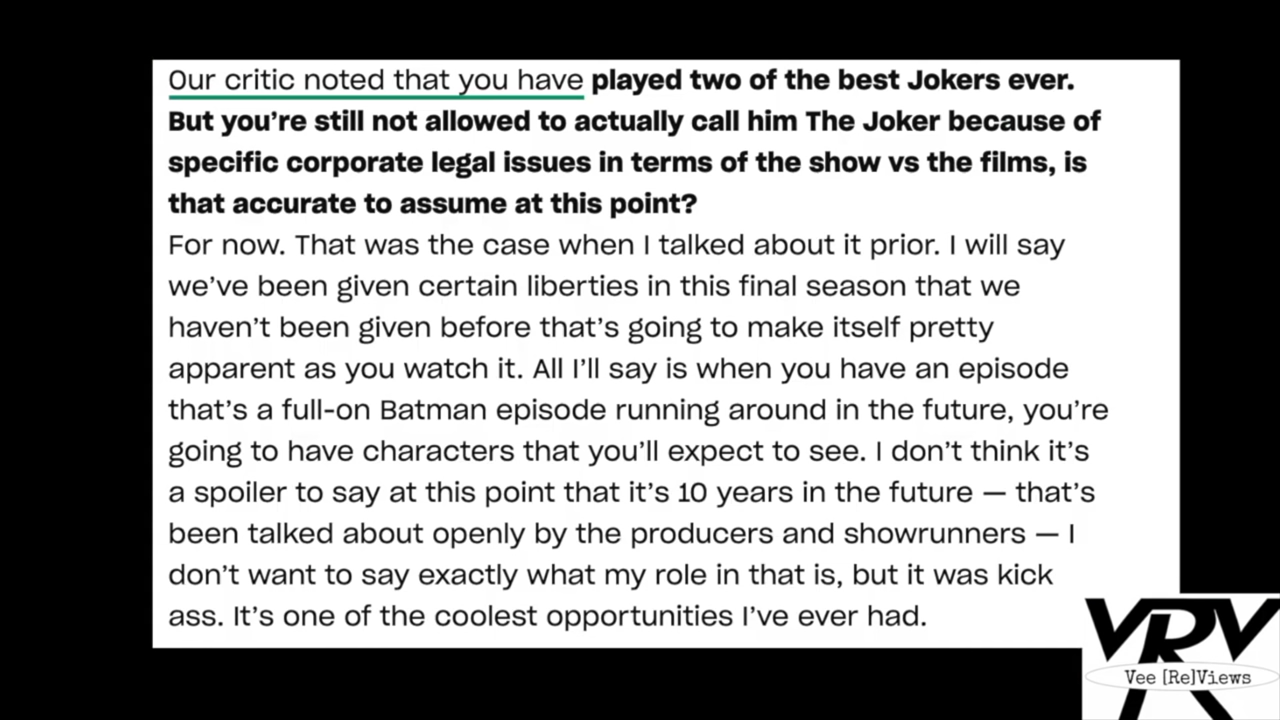 Our critic noted that you have played two of the best Jokers ever.
But you’re still not allowed to actually call him The Joker because of
specific corporate legal issues in terms of the show vs the films, is
that accurate to assume at this point?
For now. That was the case when I talked about it prior. I will say
we’ve been given certain liberties in this final season that we
haven’t been given before that’s going to make itself pretty
apparent as you watch it. All I’ll say is when you have an episode
that’s a full-on Batman episode running around in the future, you’re
going to have characters that you’ll expect to see. I don’t think it’s
a spoiler to say at this point that it’s 10 years in the future — that’s
been talked about openly by the producers and showrunners — I
don’t want to say exactly what my role in that is, but it was kick
ass. It’s one of the coolest opportunities I’ve ever had.
VRV
Vee [Re]Views